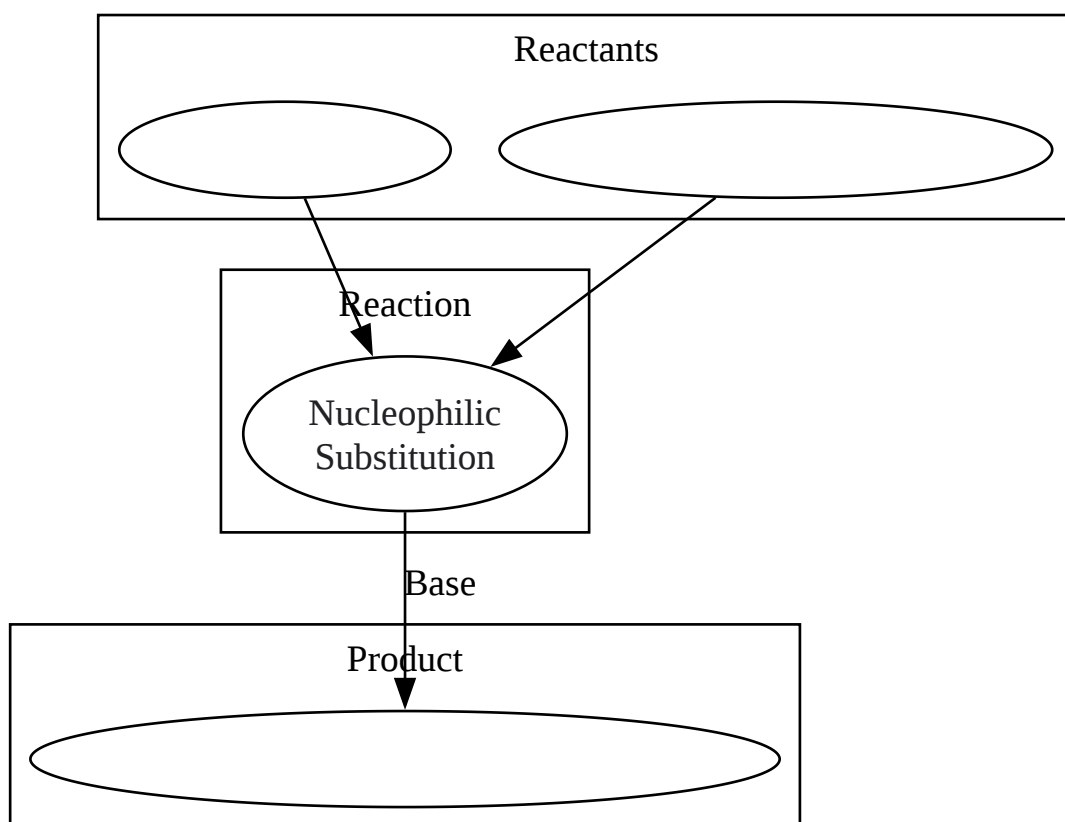 Reactants
Reaction
Nucleophilic
Substitution
Base
Product